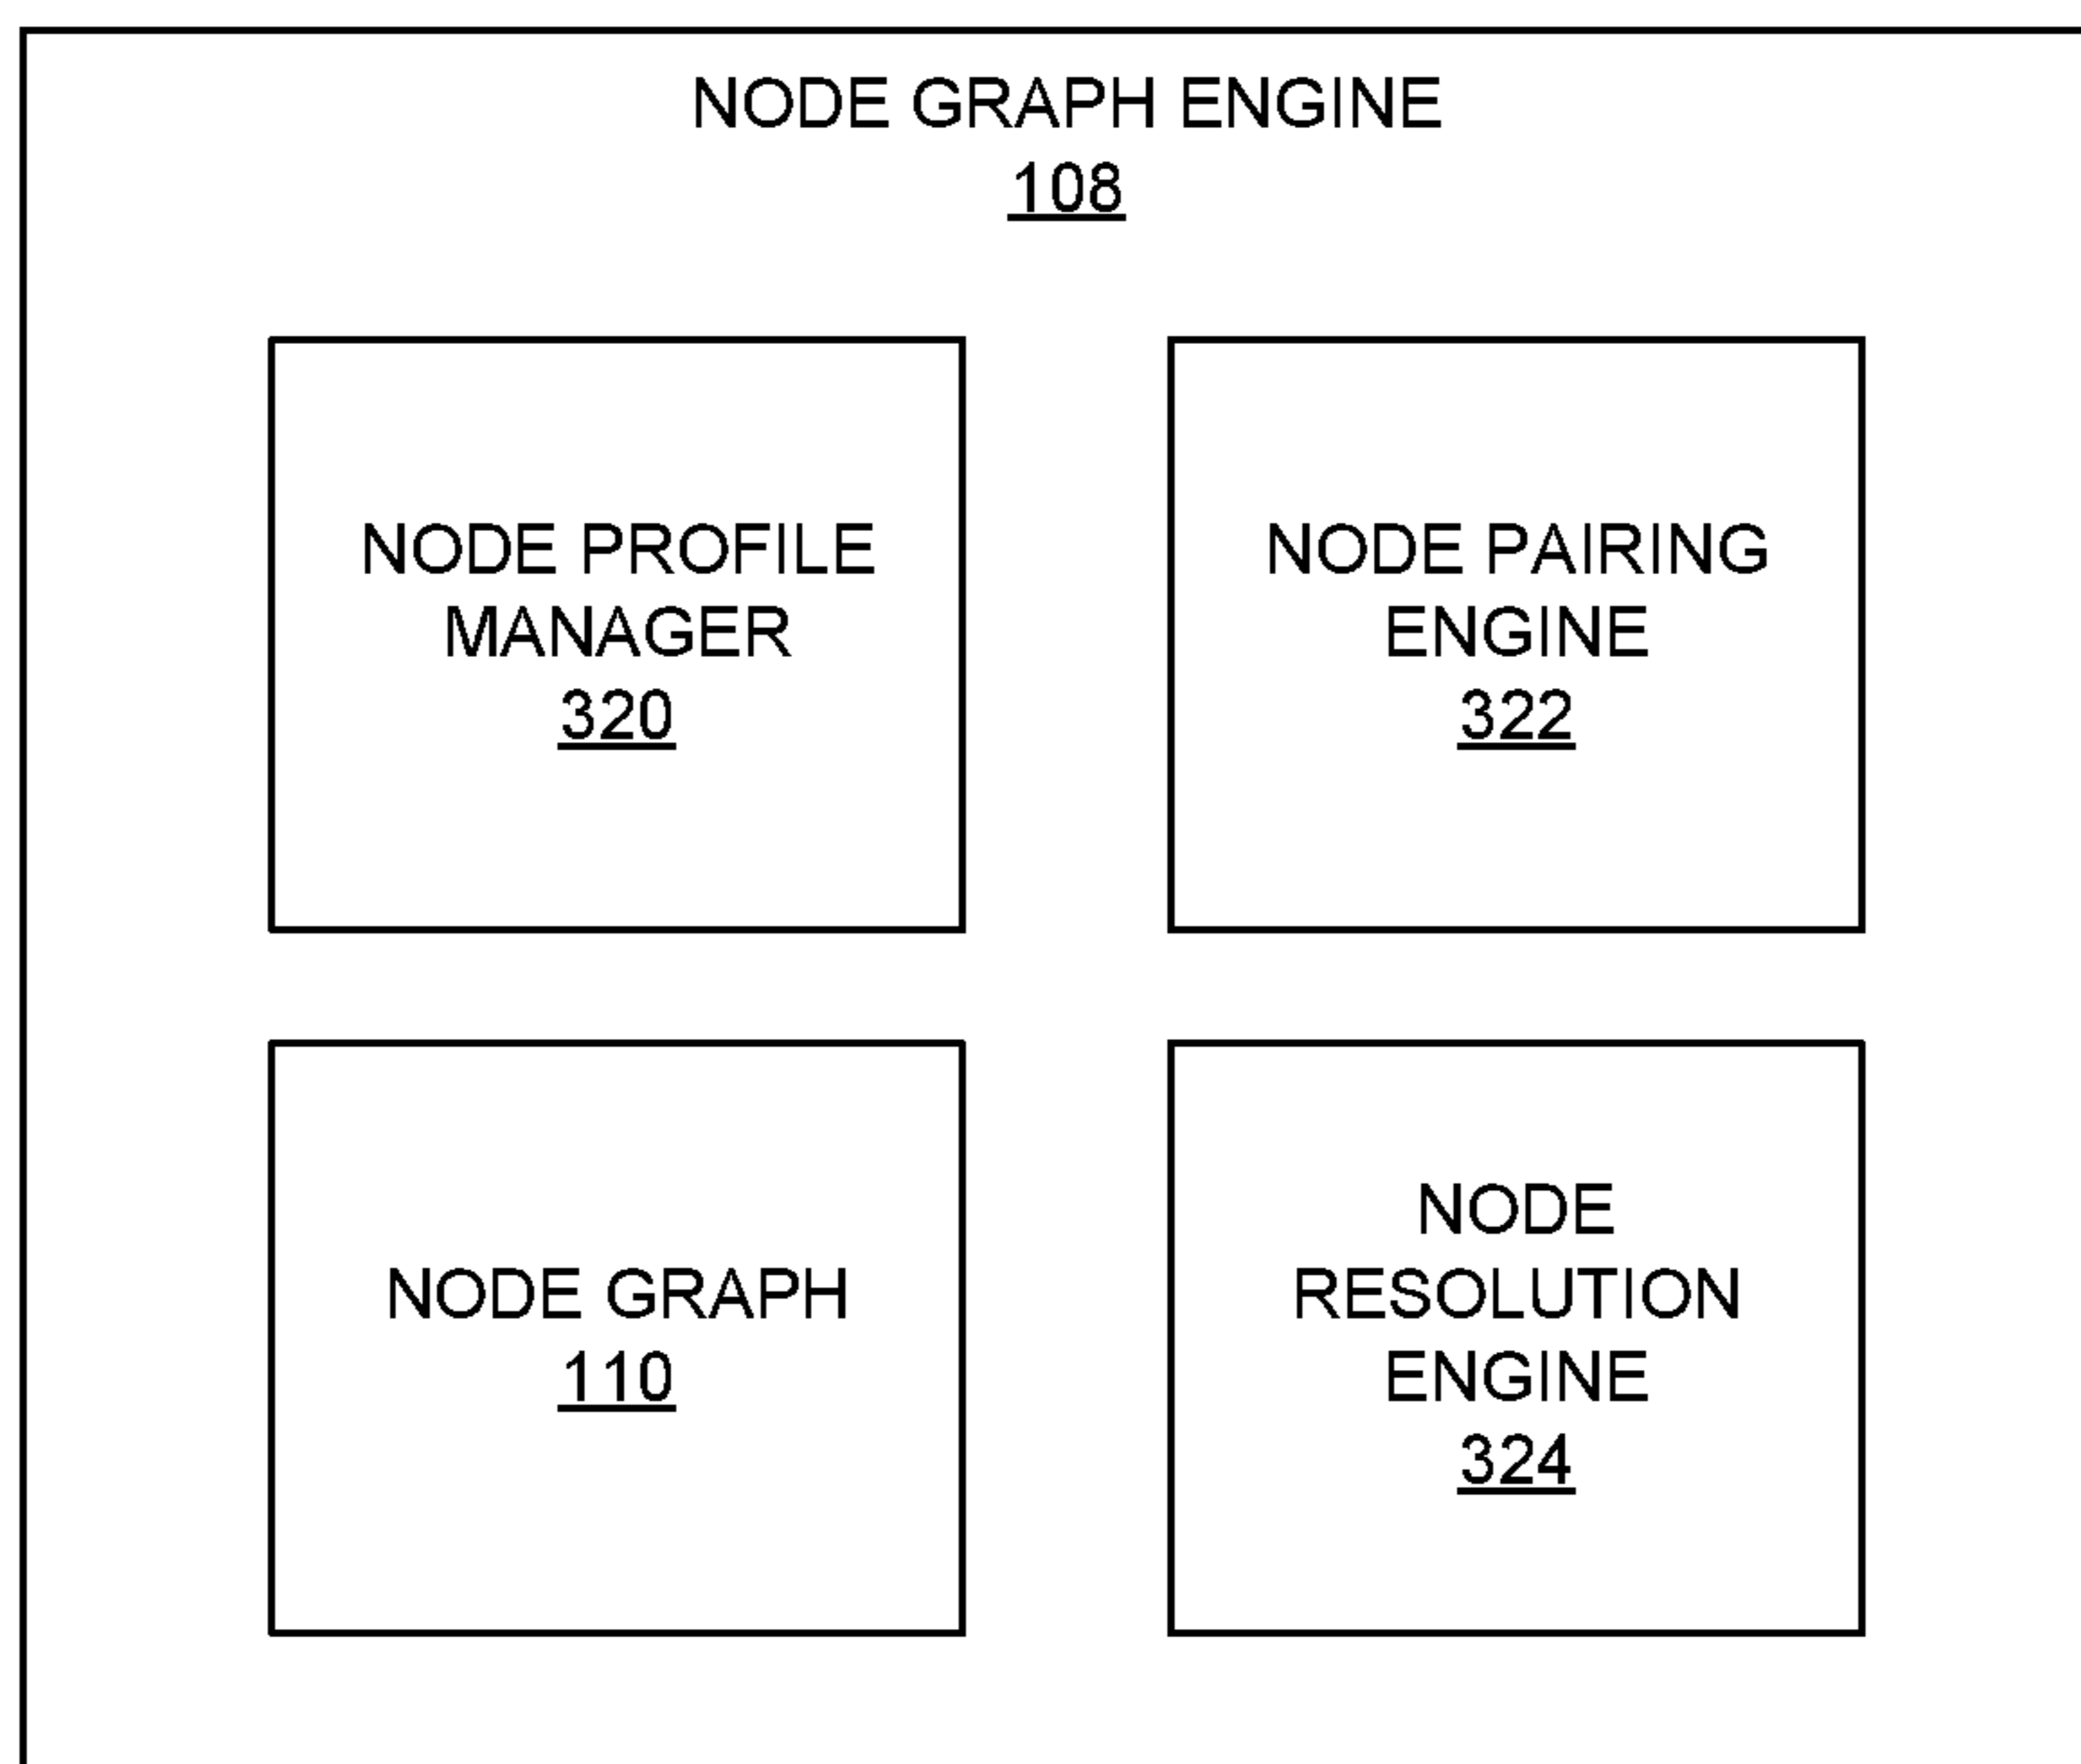 NODE GRAPH ENGINE
108
NODE PROFILE
MANAGER
320
NODE PAIRING
ENGINE
322
NODE GRAPH
110
NODE
RESOLUTION
ENGINE
324